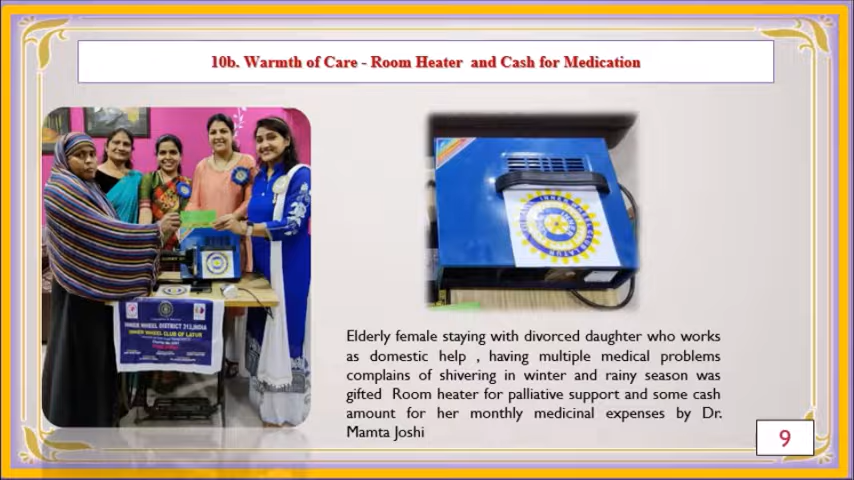 10b. Warmth of Care - Room Heater and Cash for Medication
INNER WHEEL DISTRICT 313, INDIA
INNER WHEEL CLUB OF LATUR
INNER WHEEL
Elderly female staying with divorced daughter who works
as domestic help , having multiple medical problems
complains of shivering in winter and rainy season was
gifted Room heater for palliative support and some cash
amount for her monthly medicinal expenses by Dr.
Mamta Joshi
9